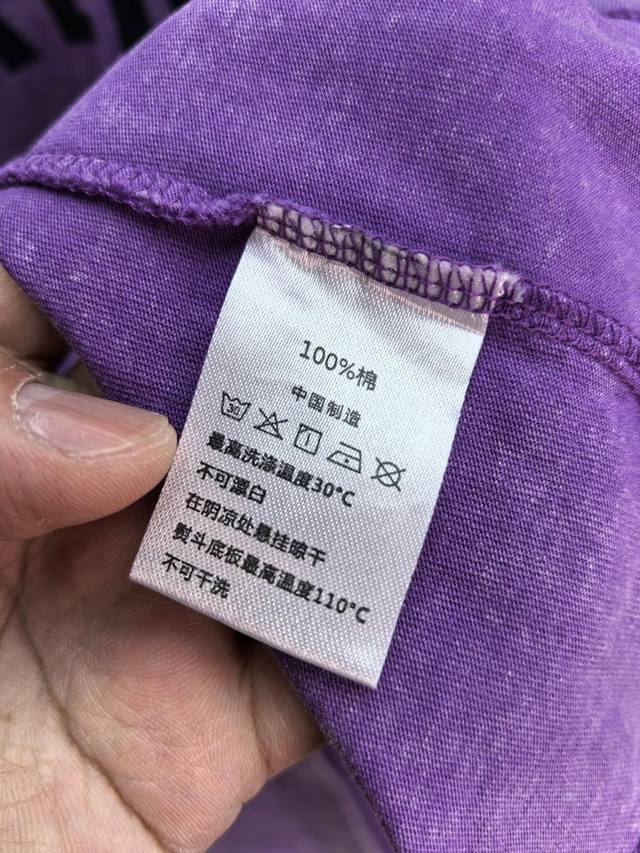 100%棉
中国制造
30
最高洗涤温度30°C
不可漂白
在阴凉处悬挂晾干
熨斗底板最高温度110°C
不可干洗